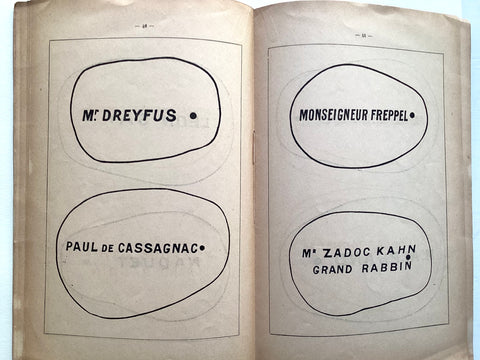 Mr DREYFUS
PAUL DE CASSAGNAC
MONSEIGNEUR FREPPEL
Mr ZADOC KAHN
GRAND RABBIN